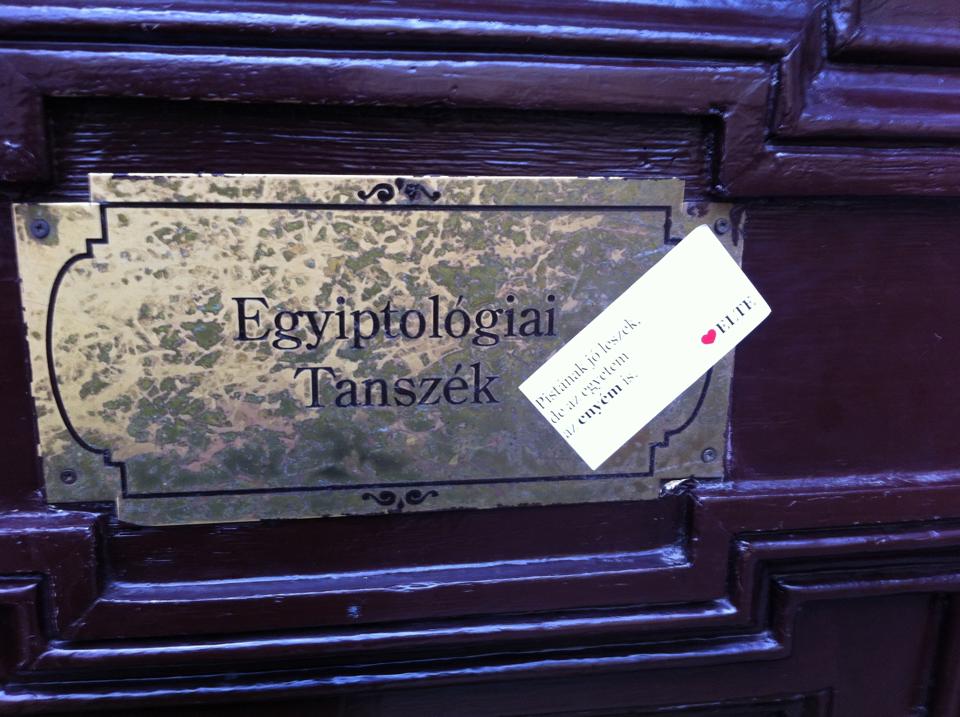 Egyiptológiai
Tanszék
Pistának jó leszek,
de az egyetem
az enyém is.
❤ELTE